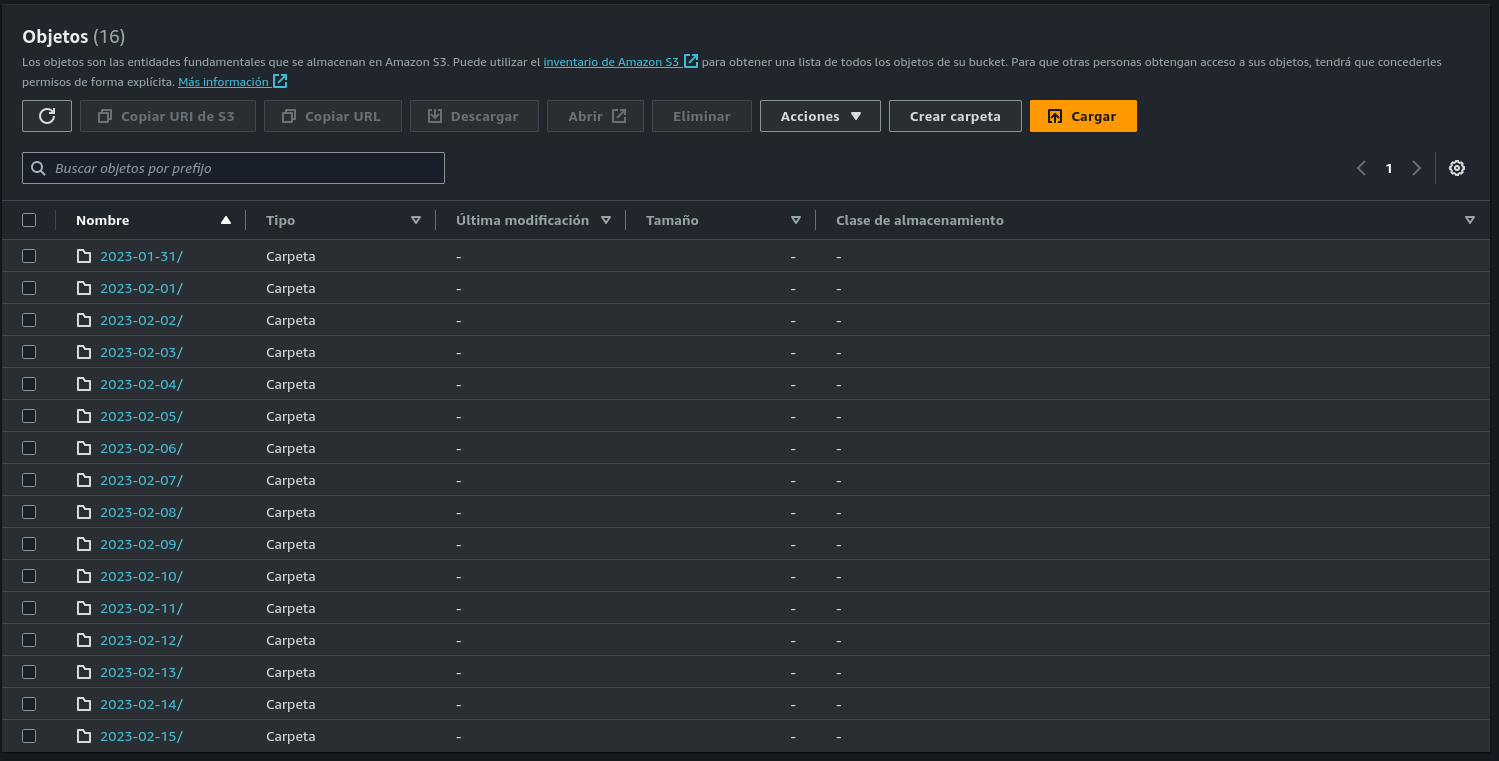 Objetos (16)
Los objetos son las entidades fundamentales que se almacenan en Amazon S3. Puede utilizar el inventario de Amazon S3 para obtener una lista de todos los objetos de su bucket. Para que otras personas obtengan acceso a sus objetos, tendrá que concederles
permisos de forma explícita. Más información
Copiar URI de S3 Copiar URL Descargar Abrir Eliminar Acciones Crear carpeta Cargar
Buscar objetos por prefijo 1
Nombre Tipo Última modificación Tamaño Clase de almacenamiento
2023-01-31/ Carpeta - - -
2023-02-01/ Carpeta - - -
2023-02-02/ Carpeta - - -
2023-02-03/ Carpeta - - -
2023-02-04/ Carpeta - - -
2023-02-05/ Carpeta - - -
2023-02-06/ Carpeta - - -
2023-02-07/ Carpeta - - -
2023-02-08/ Carpeta - - -
2023-02-09/ Carpeta - - -
2023-02-10/ Carpeta - - -
2023-02-11/ Carpeta - - -
2023-02-12/ Carpeta - - -
2023-02-13/ Carpeta - - -
2023-02-14/ Carpeta - - -
2023-02-15/ Carpeta - - -